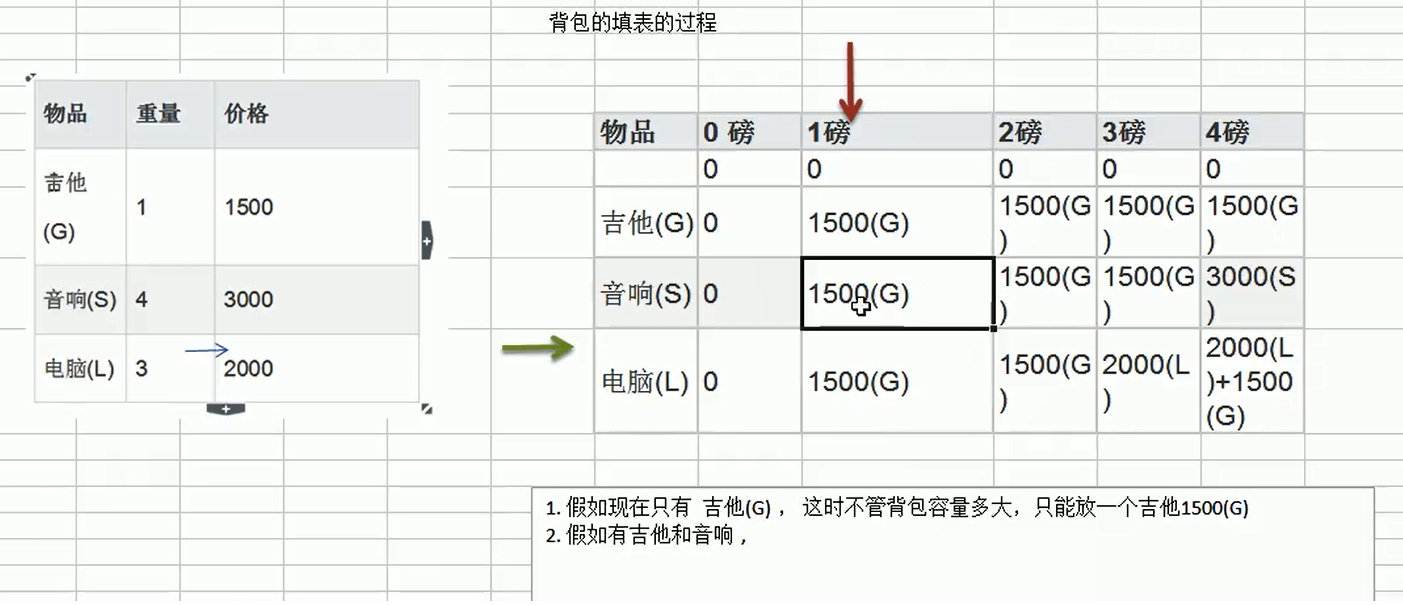 背包的填表的过程
物品 重量 价格
吉他
(G) 1 1500
音响(S) 4 3000
电脑(L) 3 2000
物品 0 磅 1磅 2磅 3磅 4磅
0 0 0 0 0
吉他(G) 0 1500(G) 1500(G) 1500(G) 1500(G)
音响(S) 0 1500(G) 1500(G) 1500(G) 3000(S)
电脑(L) 0 1500(G) 1500(G) 2000(L) 2000(L)+1500(G)
1. 假如现在只有 吉他(G) ， 这时不管背包容量多大，只能放一个吉他1500(G)
2. 假如有吉他和音响，